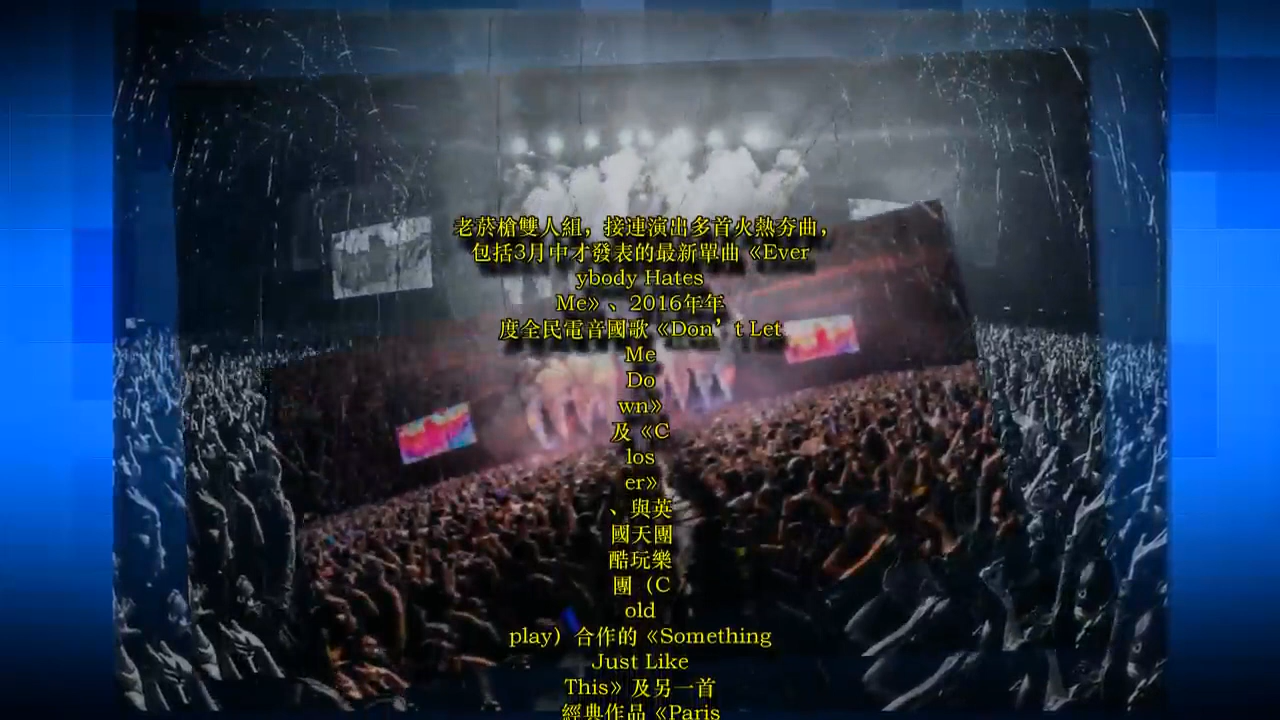 老菸槍雙人組，接連演出多首火熱夯曲，
包括3月中才發表的最新單曲《Ever
ybody Hates
Me》、2016年年
度全民電音國歌《Don’t Let
Me
Do
wn》
及《C
los
er》
、與英
國天團
酷玩樂
團（C
old
play）合作的《Something
Just Like
This》及另一首
經典作品《Paris